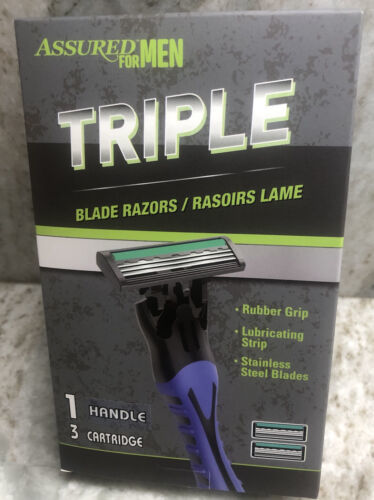 ASSURED FOR MEN
TRIPLE
BLADE RAZORS / RASOIRS LAME
• Rubber Grip
• Lubricating
Strip
• Stainless
Steel Blades
1 HANDLE
3 CARTRIDGE